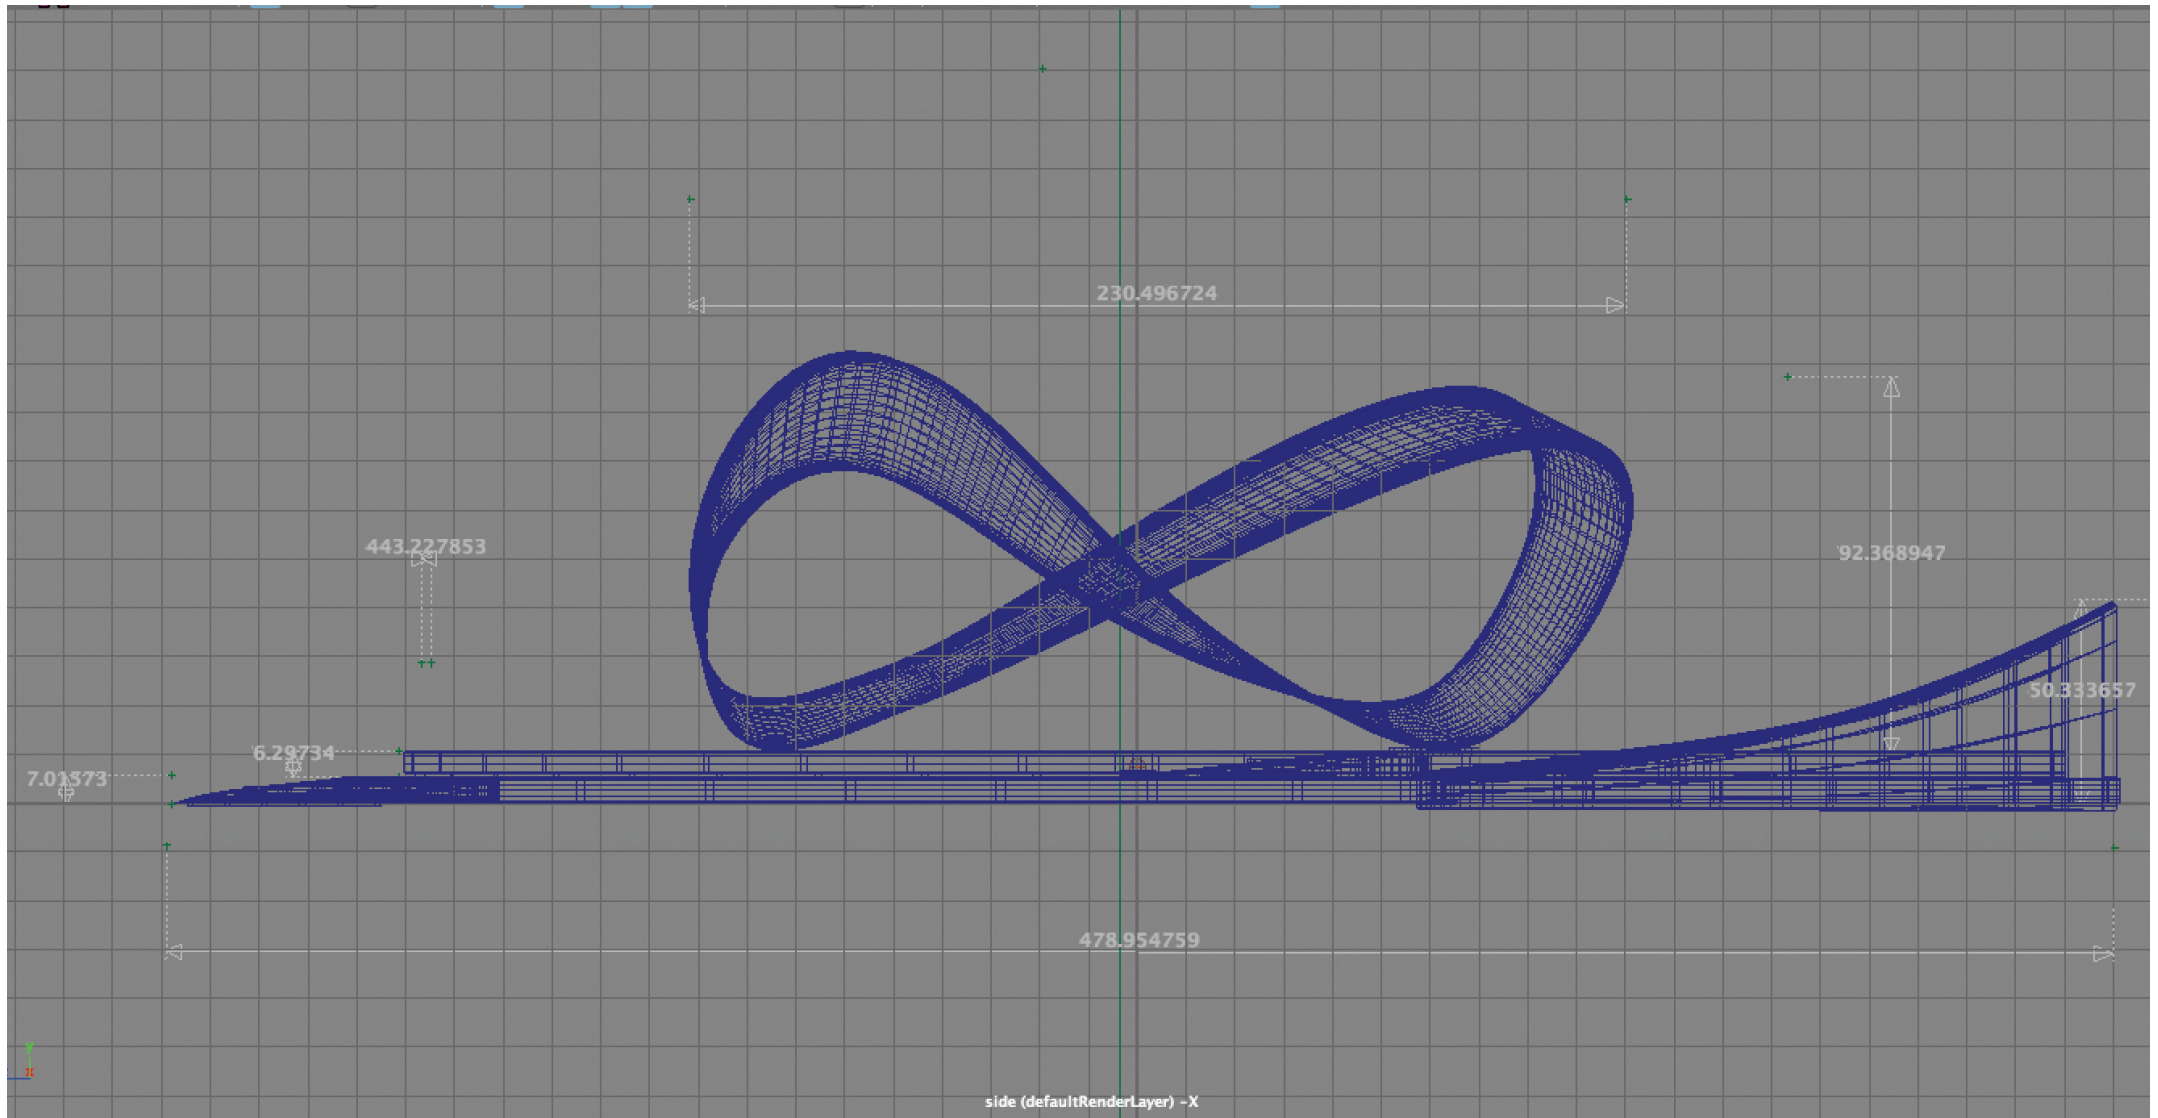 230.496724
443.227853
92.368947
50.333657
6.29734
7.01573
478.954759
y
x
side (defaultRenderLayer) -X